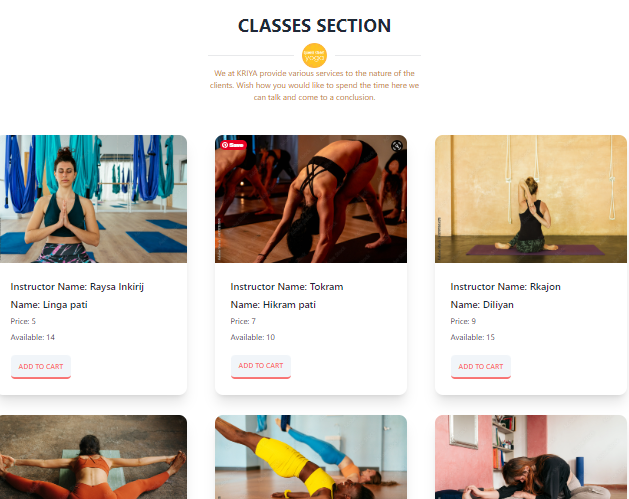 CLASSES SECTION
yoga
We at KRIYA provide various services to the nature of the
clients. Wish how you would like to spend the time here we
can talk and come to a conclusion.
Save
Instructor Name: Raysa Inkirij
Name: Linga pati
Price: 5
Available: 14
ADD TO CART
Instructor Name: Tokram
Name: Hikram pati
Price: 7
Available: 10
ADD TO CART
Instructor Name: Rkajon
Name: Diliyan
Price: 9
Available: 15
ADD TO CART